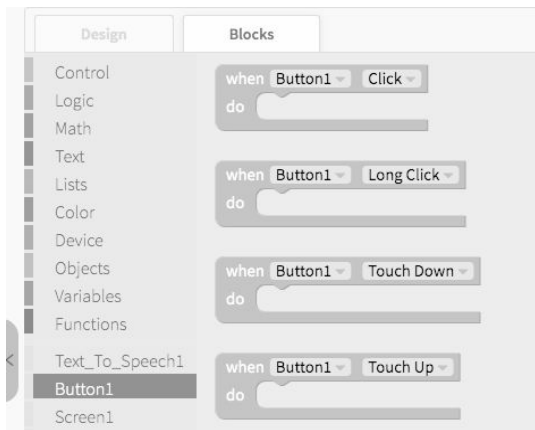 Design
Blocks
Control
Logic
Math
Text
Lists
Color
Device
Objects
Variables
Functions
Text_To_Speech1
Button1
Screen1
when Button1 Click
do
when Button1 Long Click
do
when Button1 Touch Down
do
when Button1 Touch Up
do